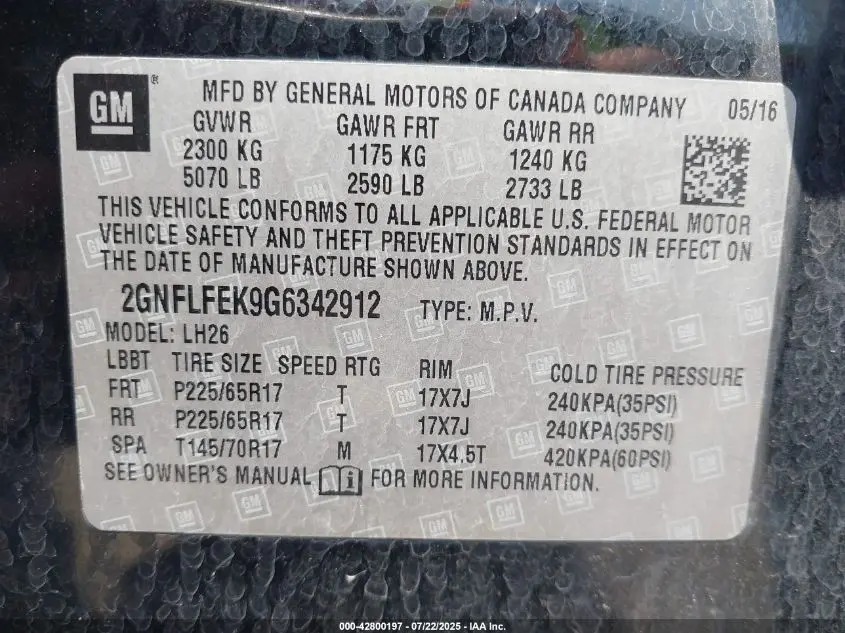 GM ®
MFD BY GENERAL MOTORS OF CANADA COMPANY 05/16
GVWR GAWR FRT GAWR RR
2300 KG 1175 KG 1240 KG
5070 LB 2590 LB 2733 LB
THIS VEHICLE CONFORMS TO ALL APPLICABLE U.S. FEDERAL MOTOR
VEHICLE SAFETY AND THEFT PREVENTION STANDARDS IN EFFECT ON
THE DATE OF MANUFACTURE SHOWN ABOVE.
2GNFLFEK9G6342912 TYPE: M.P.V.
MODEL: LH26
LBBT TIRE SIZE SPEED RTG RIM COLD TIRE PRESSURE
FRT P225/65R17 T 17X7J 240KPA(35PSI)
RR P225/65R17 T 17X7J 240KPA(35PSI)
SPA T145/70R17 M 17X4.5T 420KPA(60PSI)
SEE OWNER'S MANUAL i FOR MORE INFORMATION.
000-42800197 - 07/22/2025 - IAA Inc.